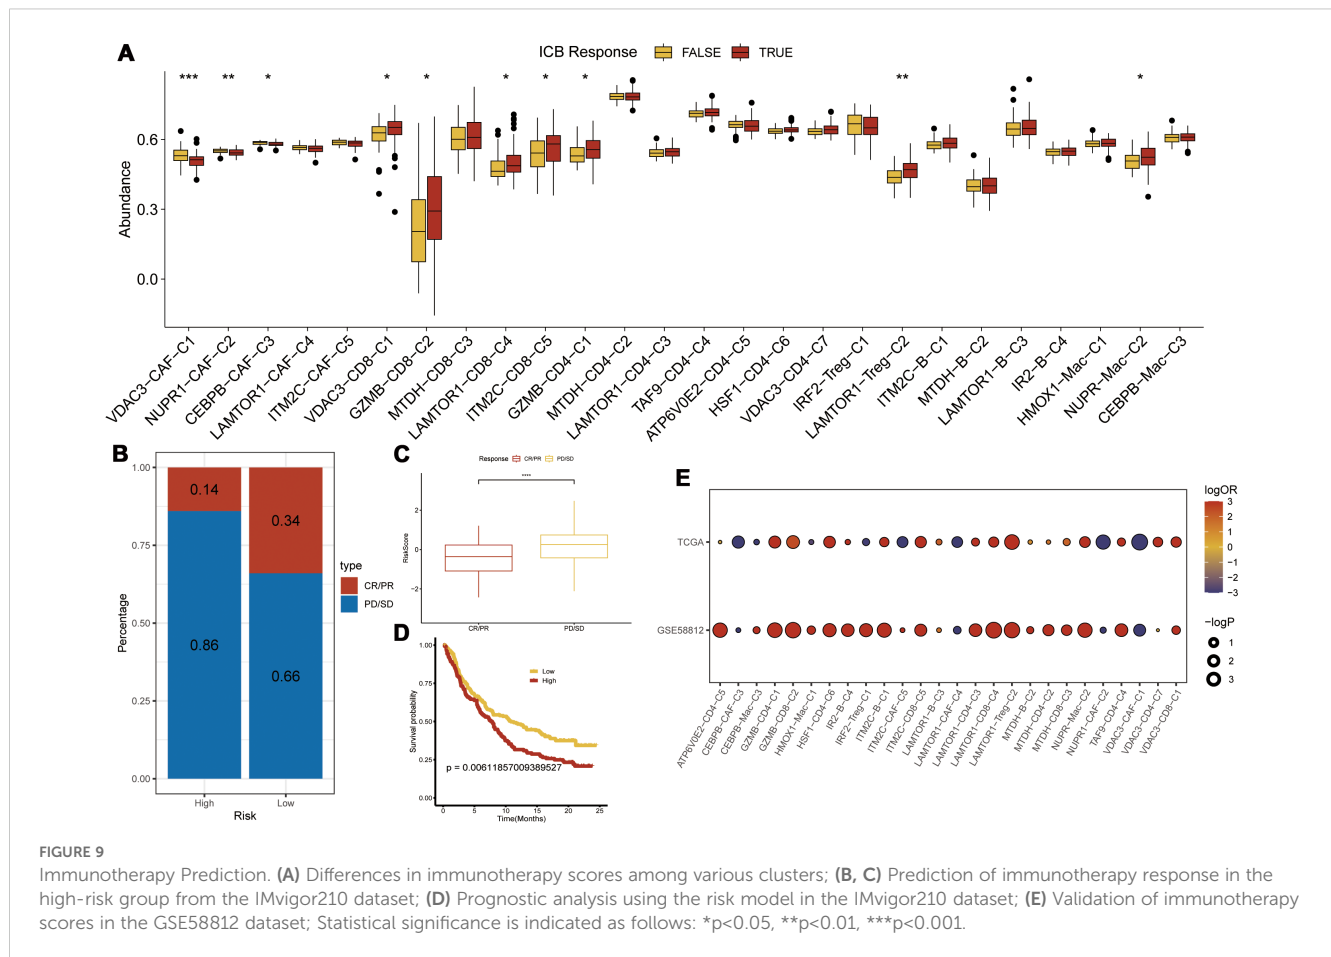 A
ICB Response FALSE TRUE
*** ** * * * * * * ** *
Abundance
0.6
0.3
0.0
VDAC3−CAF−C1
NUPR1−CAF−C2
CEBPB−CAF−C3
LAMTOR1−CAF−C4
ITM2C−CAF−C5
VDAC3−CD8−C1
GZMB−CD8−C2
MTDH−CD8−C3
LAMTOR1−CD8−C4
ITM2C−CD8−C5
GZMB−CD4−C1
MTDH−CD4−C2
LAMTOR1−CD4−C3
TAF9−CD4−C4
ATP6V0E2−CD4−C5
HSF1−CD4−C6
VDAC3−CD4−C7
IRF2−Treg−C1
LAMTOR1−Treg−C2
ITM2C−B−C1
MTDH−B−C2
LAMTOR1−B−C3
IR2−B−C4
HMOX1−Mac−C1
NUPR−Mac−C2
CEBPB−Mac−C3
B
Percentage
1.00
0.75
0.50
0.25
0.00
0.14
0.34
0.86
0.66
High
Low
Risk
type
CR/PR
PD/SD
C
Response CR/PR PD/SD
****
RiskScore
2
0
−2
CR/PR
PD/SD
D
Survival probability
1.00
0.75
0.50
0.25
0.00
Low
High
p = 0.00611857009389527
0 5 10 15 20 25
Time(Months)
E
TCGA
GSE58812
ATP6V0E2−CD4−C5
CEBPB−CAF−C3
CEBPB−Mac−C3
GZMB−CD4−C1
GZMB−CD8−C2
HMOX1−Mac−C1
HSF1−CD4−C6
IR2−B−C4
IRF2−Treg−C1
ITM2C−B−C1
ITM2C−CAF−C5
ITM2C−CD8−C5
LAMTOR1−B−C3
LAMTOR1−CAF−C4
LAMTOR1−CD4−C3
LAMTOR1−CD8−C4
LAMTOR1−Treg−C2
MTDH−B−C2
MTDH−CD4−C2
MTDH−CD8−C3
NUPR−Mac−C2
NUPR1−CAF−C2
TAF9−CD4−C4
VDAC3−CAF−C1
VDAC3−CD4−C7
VDAC3−CD8−C1
logOR
3
2
1
0
−1
−2
−3
−logP
1
2
3
FIGURE 9
Immunotherapy Prediction. (A) Differences in immunotherapy scores among various clusters; (B, C) Prediction of immunotherapy response in the
high-risk group from the IMvigor210 dataset; (D) Prognostic analysis using the risk model in the IMvigor210 dataset; (E) Validation of immunotherapy
scores in the GSE58812 dataset; Statistical significance is indicated as follows: *p<0.05, **p<0.01, ***p<0.001.